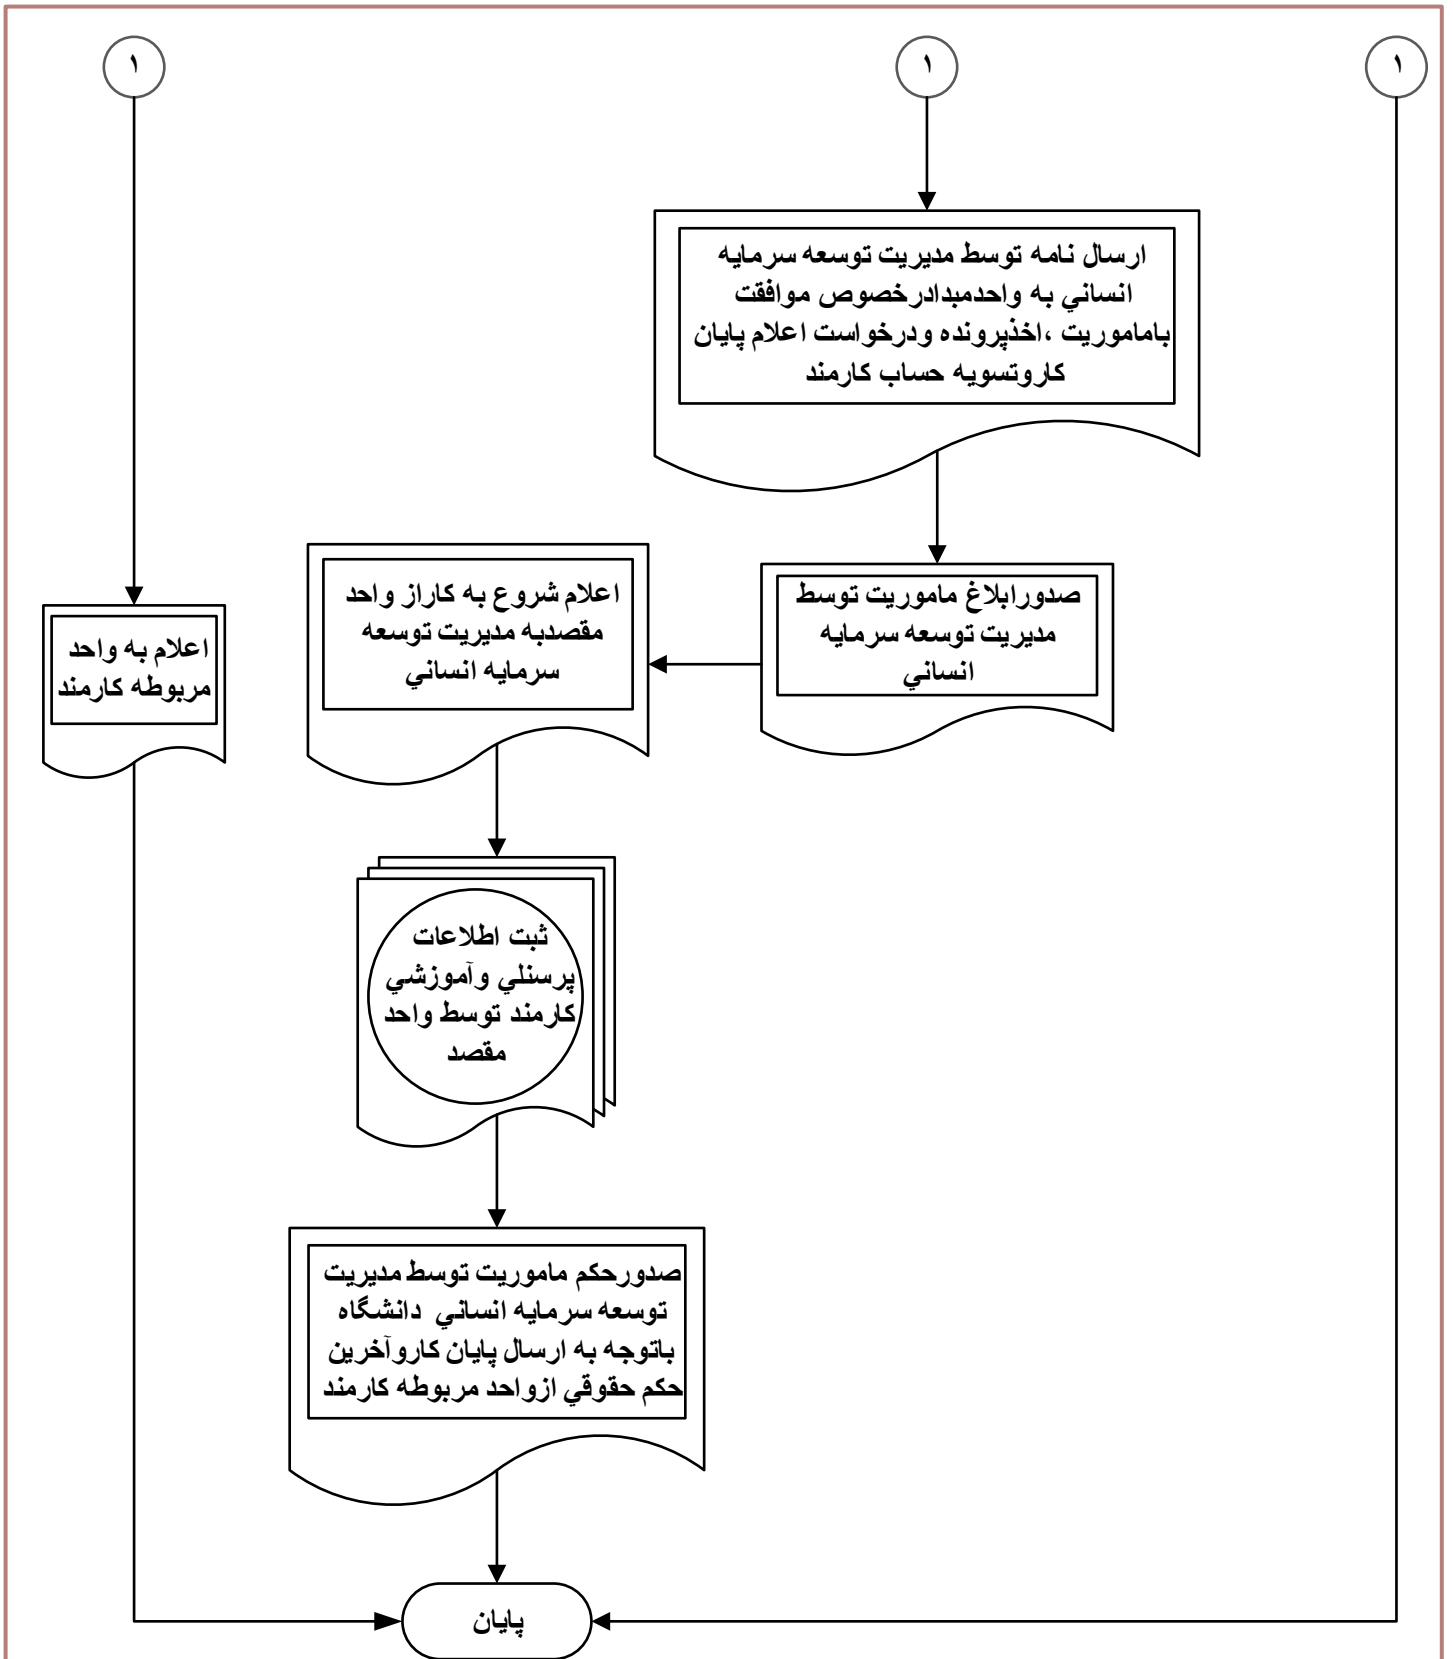 ۱
۱
۱
ارسال نامه توسط مديريت توسعه سرمايه
انساني به واحدمبدادرخصوص موافقت
باماموريت ،اخذپرونده ودرخواست اعلام پايان
كاروتسويه حساب كارمند
صدورابلاغ ماموريت توسط
مديريت توسعه سرمايه
انساني
اعلام شروع به كاراز واحد
مقصدبه مديريت توسعه
سرمايه انساني
اعلام به واحد
مربوطه كارمند
ثبت اطلاعات
پرسنلي وآموزشي
كارمند توسط واحد
مقصد
صدورحكم ماموريت توسط مديريت
توسعه سرمايه انساني دانشگاه
باتوجه به ارسال پايان كاروآخرين
حكم حقوقي ازواحد مربوطه كارمند
پايان